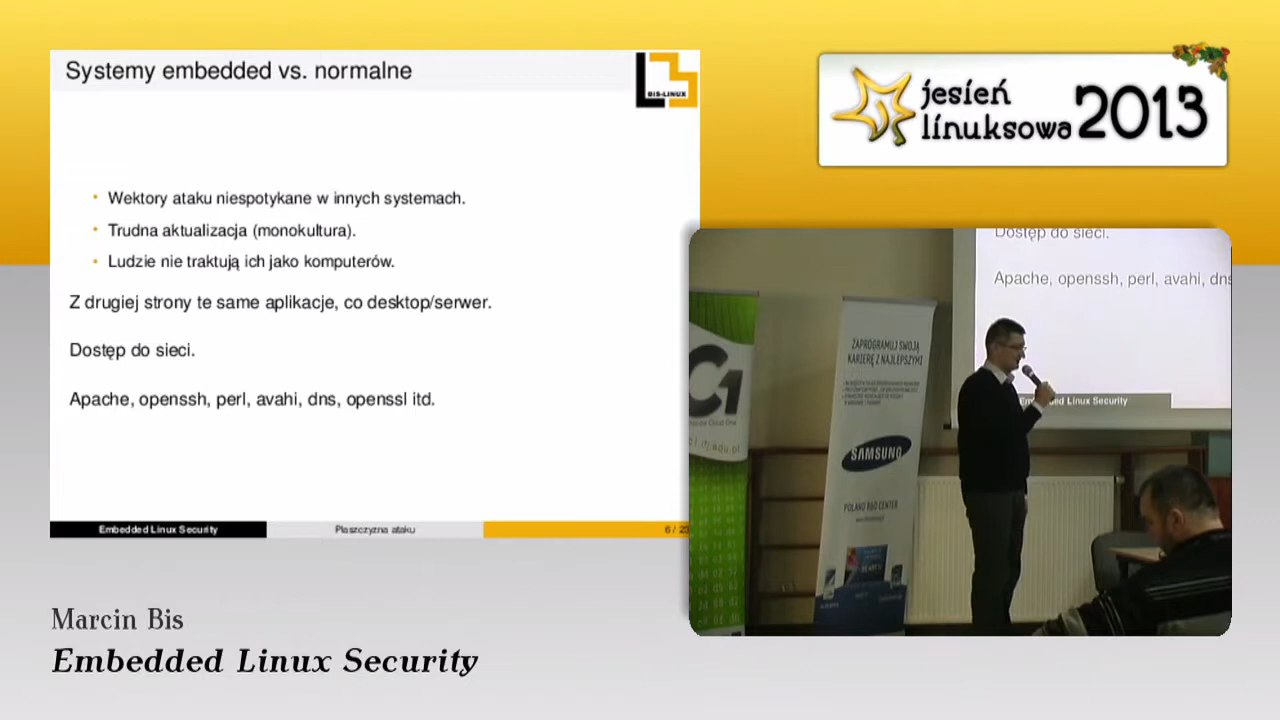 Systemy embedded vs. normalne
BIS-LINUX
Wektory ataku niespotykane w innych systemach.
Trudna aktualizacja (monokultura).
Ludzie nie traktują ich jako komputerów.
Z drugiej strony te same aplikacje, co desktop/serwer.
Dostęp do sieci.
Apache, openssh, perl, avahi, dns, openssl itd.
Embedded Linux Security
Płaszczyzna ataku
6 / 23
jesień
linuksowa 2013
Dostęp do sieci.
Apache, openssh, perl, avahi, dns
Embedded Linux Security
ZAPROGRAMUJ SWOJĄ
KARIERĘ Z NAJLEPSZYMI
SAMSUNG
POLAND R&D CENTER
C1
Marcin Bis
Embedded Linux Security